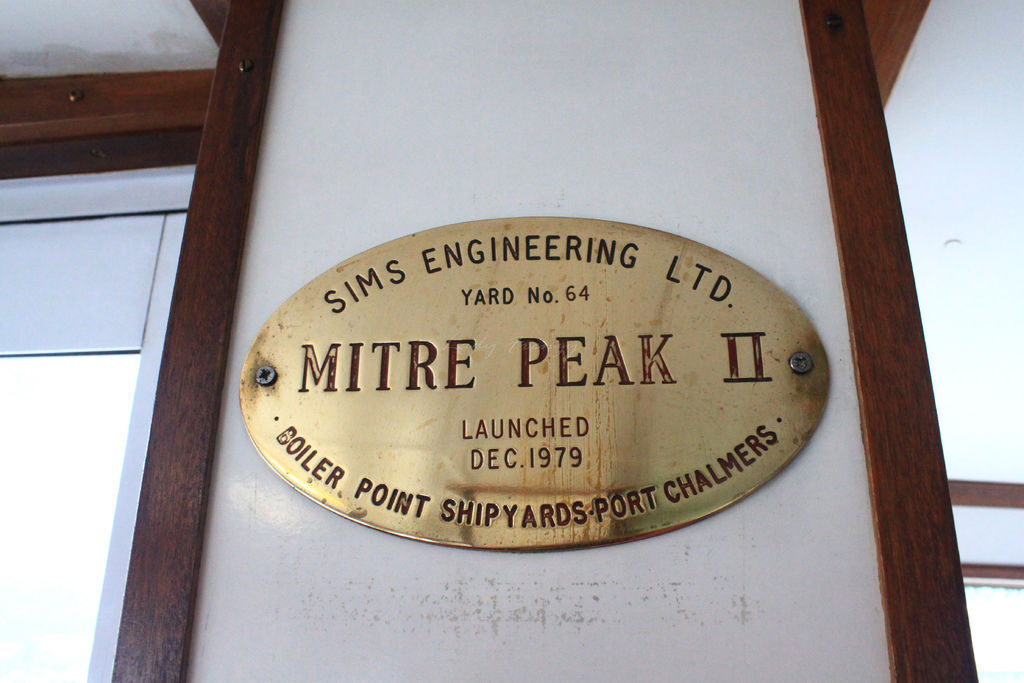 SIMS ENGINEERING LTD.
YARD No. 64
MITRE PEAK II
LAUNCHED
DEC. 1979
· BOILER POINT SHIPYARDS · PORT CHALMERS ·